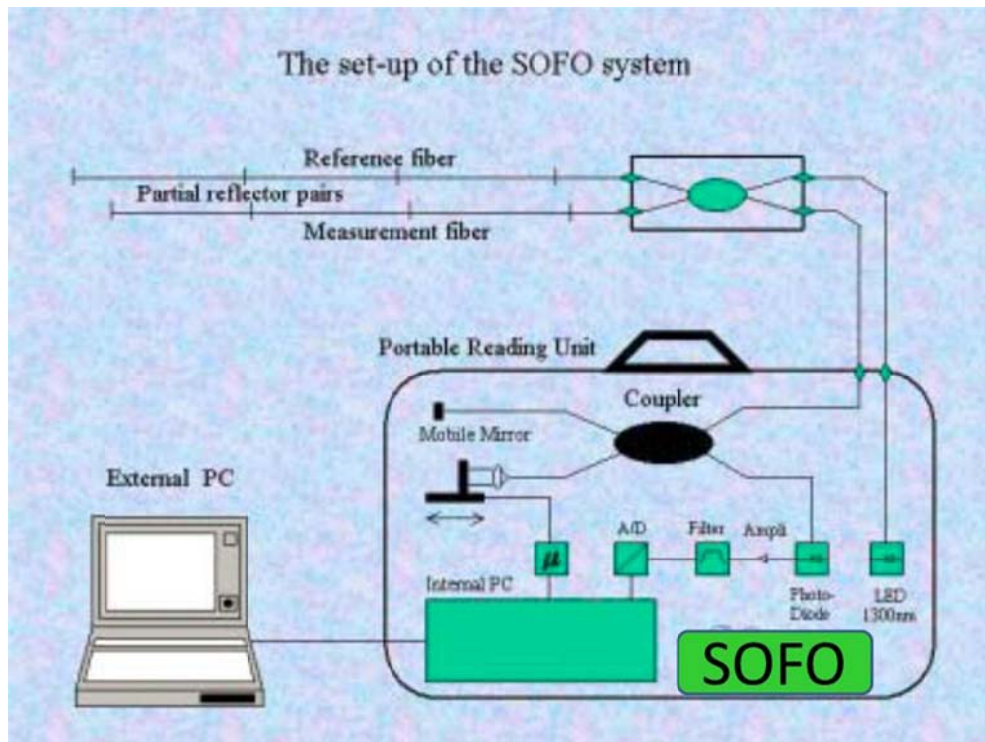 The set-up of the SOFO system
Reference fiber
Partial reflector pairs
Measurement fiber
Portable Reading Unit
Coupler
Mobile Mirror
External PC
A/D
Filter
Ampli
µ
Internal PC
Photo-
Diode
LED
1300nm
SOFO